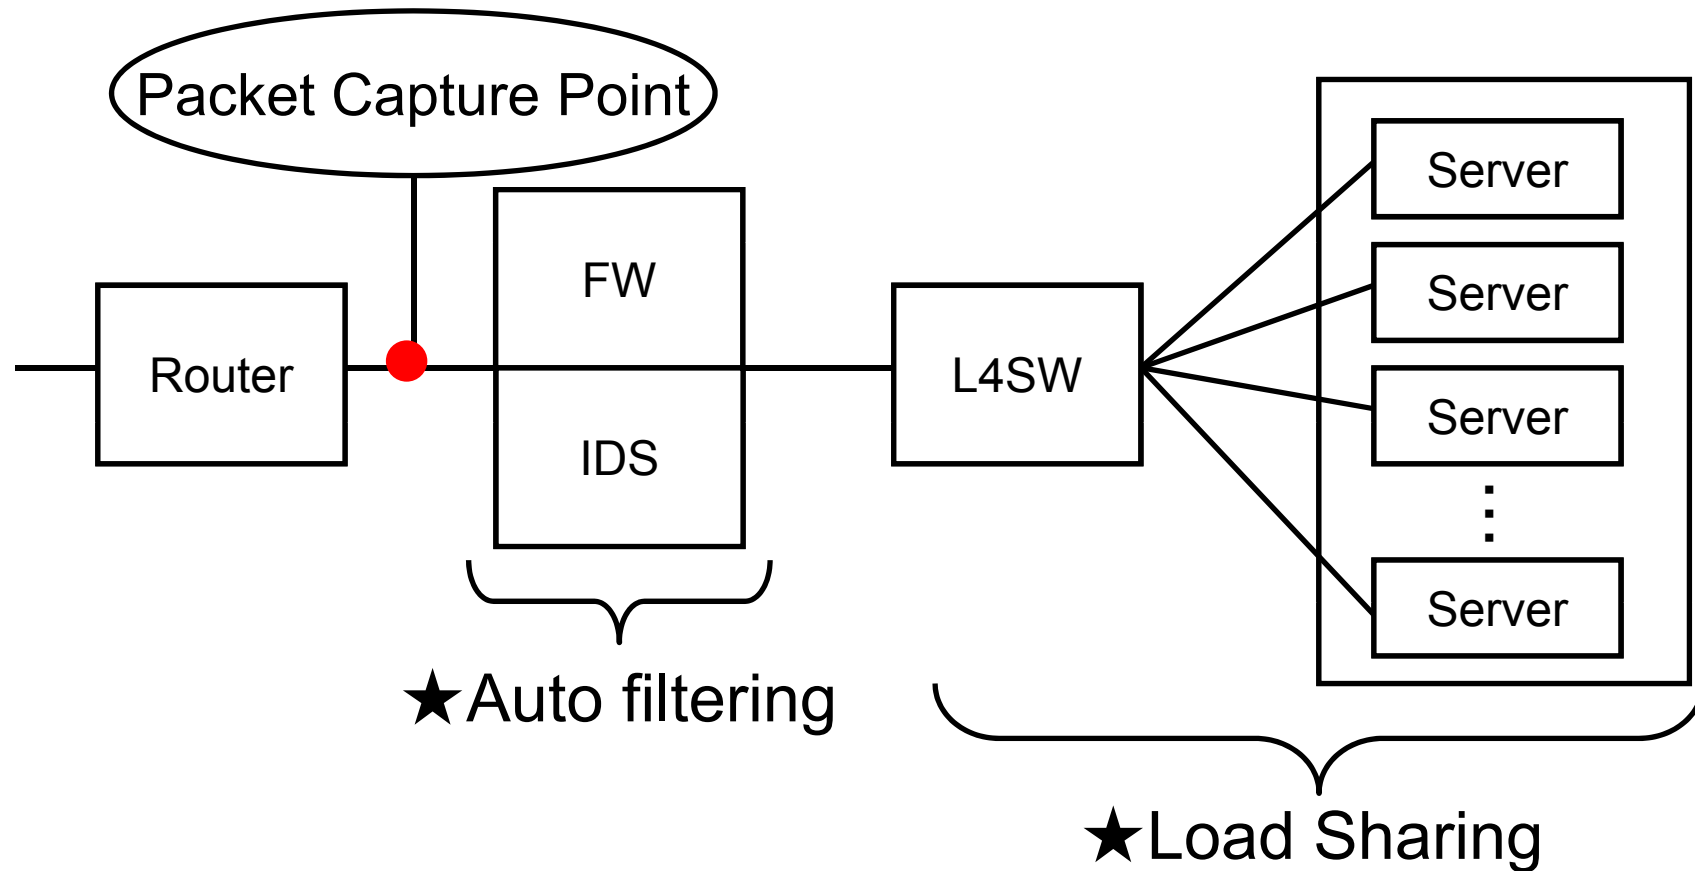 Packet Capture Point
Router
FW
IDS
L4SW
Server
Server
Server
Server
★Auto filtering
★Load Sharing